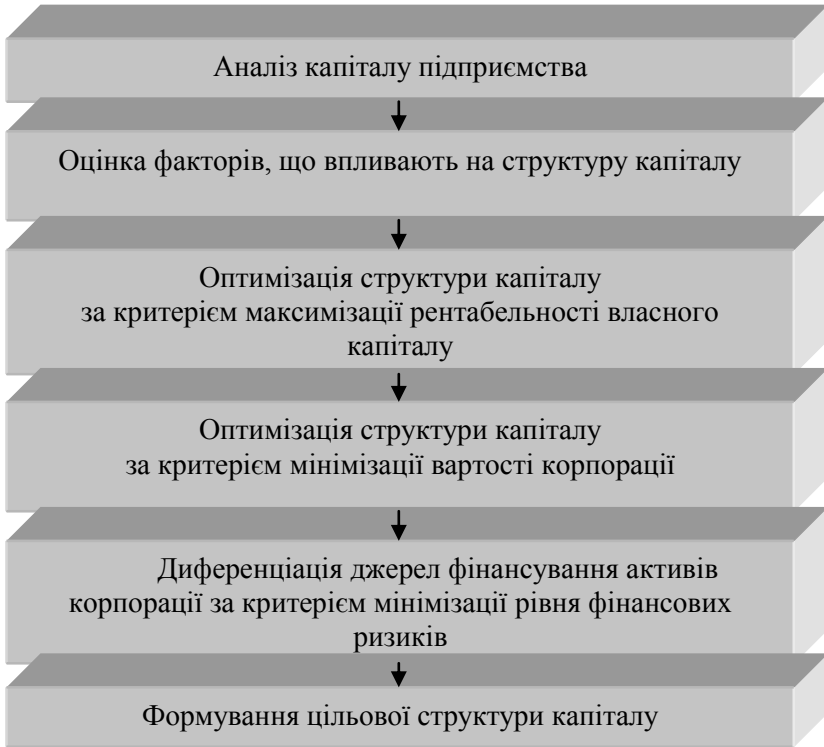 Аналіз капіталу підприємства
Оцінка факторів, що впливають на структуру капіталу
Оптимізація структури капіталу
за критерієм максимізації рентабельності власного
капіталу
Оптимізація структури капіталу
за критерієм мінімізації вартості корпорації
Диференціація джерел фінансування активів
корпорації за критерієм мінімізації рівня фінансових
ризиків
Формування цільової структури капіталу